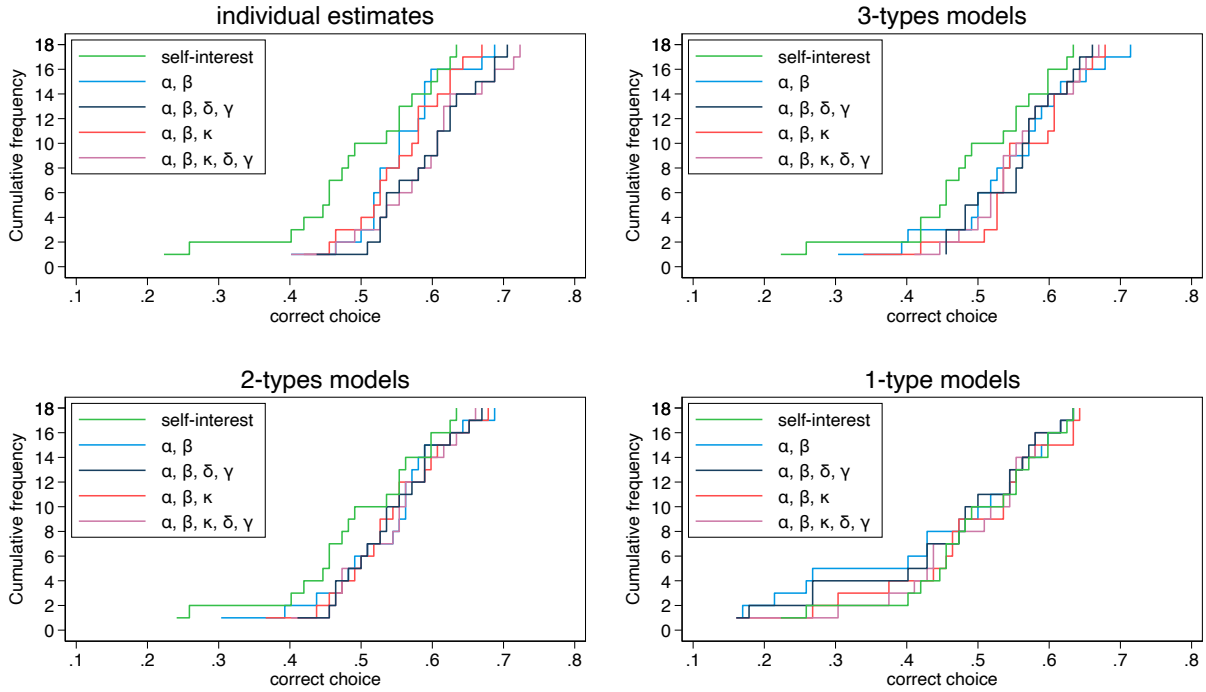 individual estimates
Cumulative frequency
18
16
14
12
10
8
6
4
2
0
self-interest
α, β
α, β, δ, γ
α, β, κ
α, β, κ, δ, γ
.1 .2 .3 .4 .5 .6 .7 .8
correct choice
3-types models
Cumulative frequency
18
16
14
12
10
8
6
4
2
0
self-interest
α, β
α, β, δ, γ
α, β, κ
α, β, κ, δ, γ
.1 .2 .3 .4 .5 .6 .7 .8
correct choice
2-types models
Cumulative frequency
18
16
14
12
10
8
6
4
2
0
self-interest
α, β
α, β, δ, γ
α, β, κ
α, β, κ, δ, γ
.1 .2 .3 .4 .5 .6 .7 .8
correct choice
1-type models
Cumulative frequency
18
16
14
12
10
8
6
4
2
0
self-interest
α, β
α, β, δ, γ
α, β, κ
α, β, κ, δ, γ
.1 .2 .3 .4 .5 .6 .7 .8
correct choice